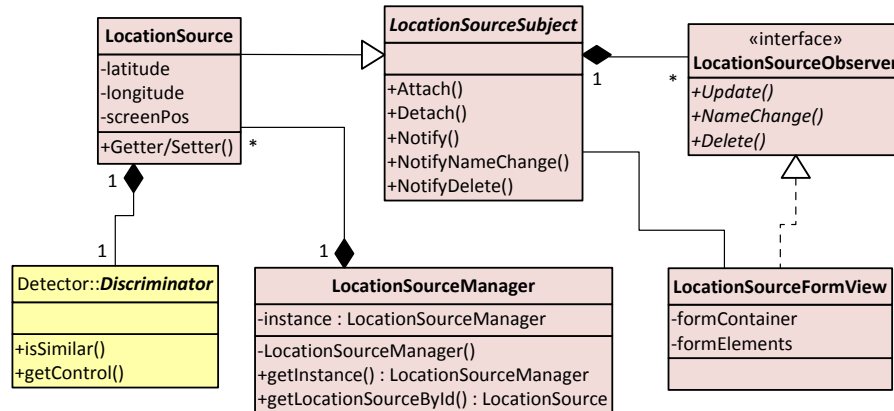 LocationSource
-latitude
-longitude
-screenPos
+Getter/Setter()
LocationSourceSubject
+Attach()
+Detach()
+Notify()
+NotifyNameChange()
+NotifyDelete()
1
*
«interface»
LocationSourceObserver
+Update()
+NameChange()
+Delete()
*
1
1
1
Detector::Discriminator
+isSimilar()
+getControl()
LocationSourceManager
-instance : LocationSourceManager
-LocationSourceManager()
+getInstance() : LocationSourceManager
+getLocationSourceById() : LocationSource
LocationSourceFormView
-formContainer
-formElements